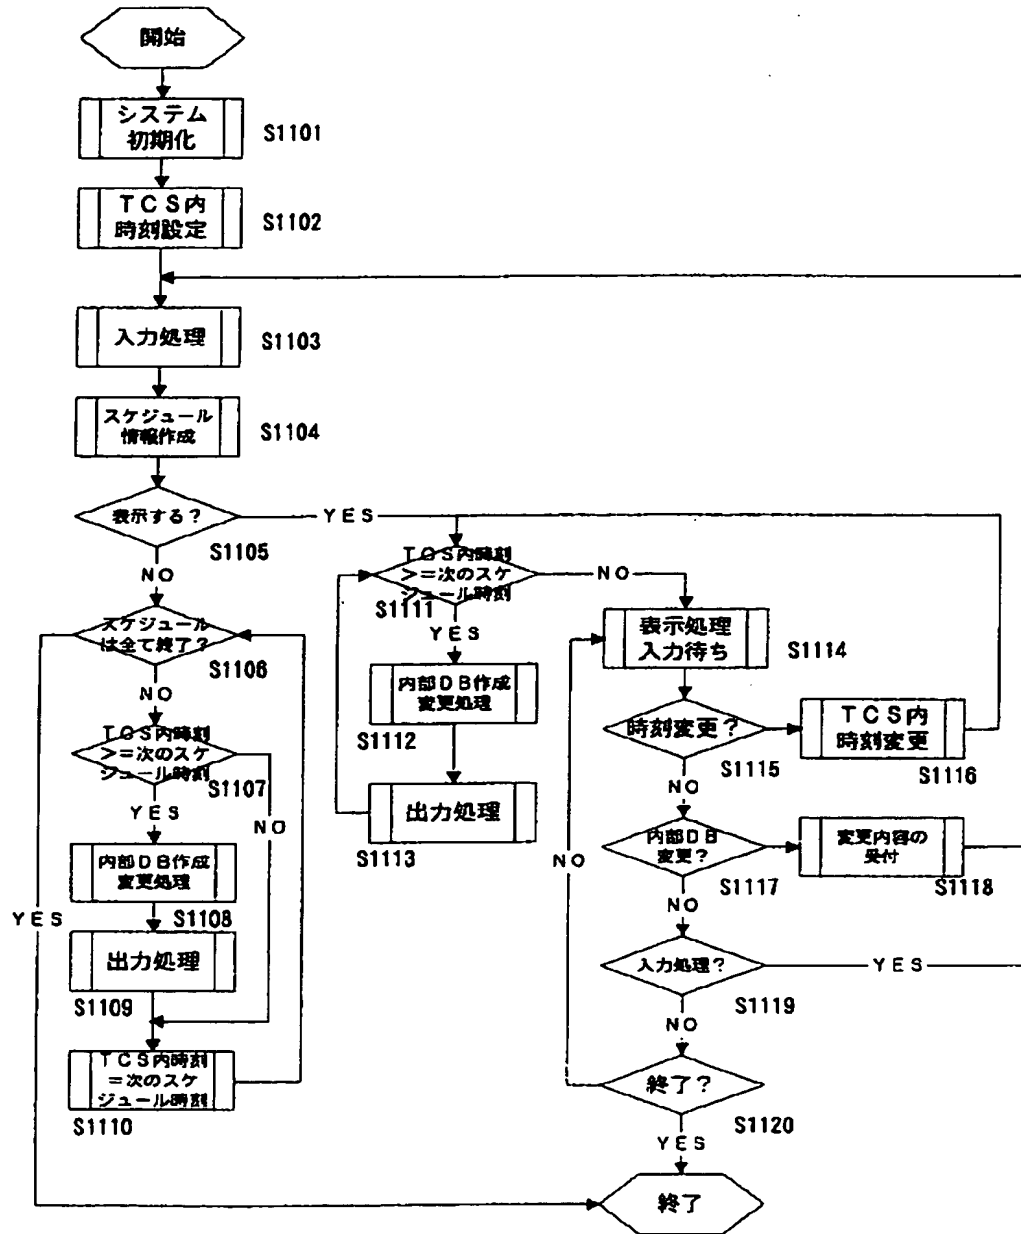 開始
システム
初期化
S1101
TCS内
時刻設定
S1102
入力処理
S1103
スケジュール
情報作成
S1104
表示する?
YES
S1105
NO
スケジュール
は全て終了?
S1106
NO
TCS内時刻
>=次のスケ
ジュール時刻
S1107
YES
NO
内部DB作成
変更処理
S1108
YES
出力処理
S1109
TCS内時刻
=次のスケ
ジュール時刻
S1110
TCS内時刻
>=次のスケ
ジュール時刻
S1111
NO
YES
内部DB作成
変更処理
S1112
出力処理
S1113
表示処理
入力待ち
S1114
時刻変更?
S1115
TCS内
時刻変更
S1116
NO
内部DB
変更?
S1117
変更内容の
受付
S1118
NO
NO
入力処理?
YES
S1119
NO
終了?
S1120
YES
終了